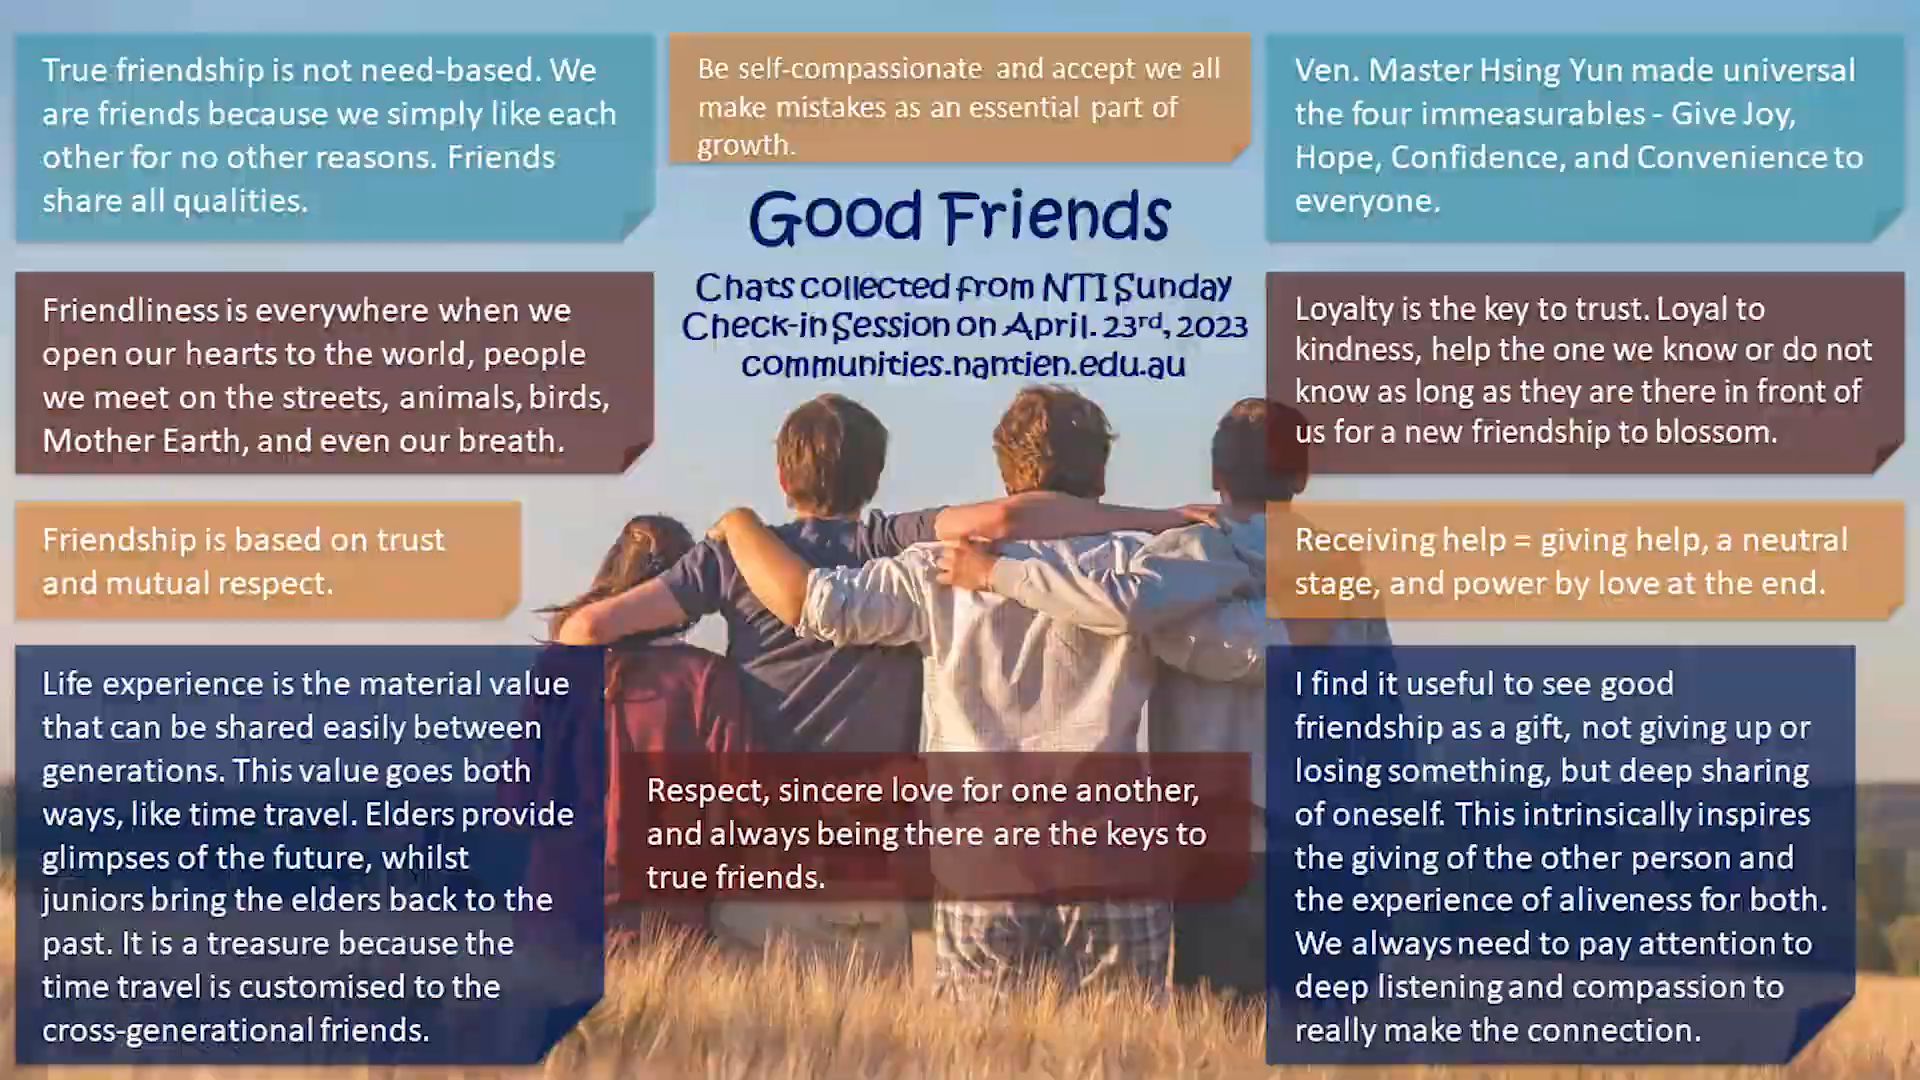 True friendship is not need-based. We
are friends because we simply like each
other for no other reasons. Friends
share all qualities.
Be self-compassionate and accept we all
make mistakes as an essential part of
growth.
Ven. Master Hsing Yun made universal
the four immeasurables - Give Joy,
Hope, Confidence, and Convenience to
everyone.
Good Friends
Chats collected from NTI Sunday
Check-in Session on April. 23rd, 2023
communities.nantien.edu.au
Friendliness is everywhere when we
open our hearts to the world, people
we meet on the streets, animals, birds,
Mother Earth, and even our breath.
Loyalty is the key to trust. Loyal to
kindness, help the one we know or do not
know as long as they are there in front of
us for a new friendship to blossom.
Friendship is based on trust
and mutual respect.
Receiving help = giving help, a neutral
stage, and power by love at the end.
Life experience is the material value
that can be shared easily between
generations. This value goes both
ways, like time travel. Elders provide
glimpses of the future, whilst
juniors bring the elders back to the
past. It is a treasure because the
time travel is customised to the
cross-generational friends.
Respect, sincere love for one another,
and always being there are the keys to
true friends.
I find it useful to see good
friendship as a gift, not giving up or
losing something, but deep sharing
of oneself. This intrinsically inspires
the giving of the other person and
the experience of aliveness for both.
We always need to pay attention to
deep listening and compassion to
really make the connection.